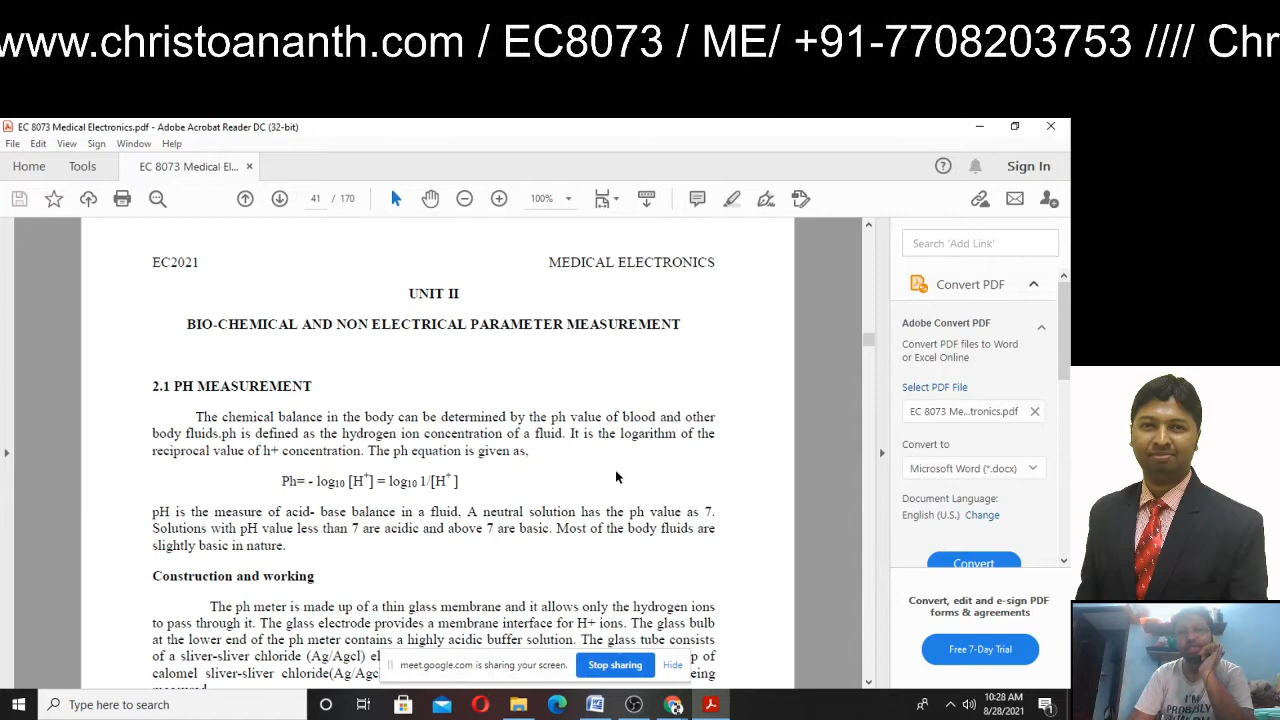 www.christoananth.com / EC8073 / ME/ +91-7708203753 //// Chr
EC 8073 Medical Electronics.pdf - Adobe Acrobat Reader DC (32-bit)
File Edit View Sign Window Help
Home Tools EC 8073 Medical El... × Sign In
41 / 170 100%
Search 'Add Link'
EC2021 MEDICAL ELECTRONICS
UNIT II
BIO-CHEMICAL AND NON ELECTRICAL PARAMETER MEASUREMENT
2.1 PH MEASUREMENT
The chemical balance in the body can be determined by the ph value of blood and other
body fluids.ph is defined as the hydrogen ion concentration of a fluid. It is the logarithm of the
reciprocal value of h+ concentration. The ph equation is given as,
Ph= - log10 [H+] = log10 1/[H+ ]
pH is the measure of acid- base balance in a fluid. A neutral solution has the ph value as 7.
Solutions with pH value less than 7 are acidic and above 7 are basic. Most of the body fluids are
slightly basic in nature.
Construction and working
The ph meter is made up of a thin glass membrane and it allows only the hydrogen ions
to pass through it. The glass electrode provides a membrane interface for H+ ions. The glass bulb
at the lower end of the ph meter contains a highly acidic buffer solution. The glass tube consists
of a sliver-sliver chloride (Ag/Agcl) el p of
calomel sliver-sliver chloride(Ag/Agc eing
Convert PDF
Adobe Convert PDF
Convert PDF files to Word
or Excel Online
Select PDF File
EC 8073 Me...tronics.pdf ×
Convert to
Microsoft Word (*.docx)
Document Language:
English (U.S.) Change
Convert
Convert, edit and e-sign PDF
forms & agreements
Free 7-Day Trial
meet.google.com is sharing your screen. Stop sharing Hide
Type here to search
10:28 AM
8/28/2021
1
I'M
PROBABLY